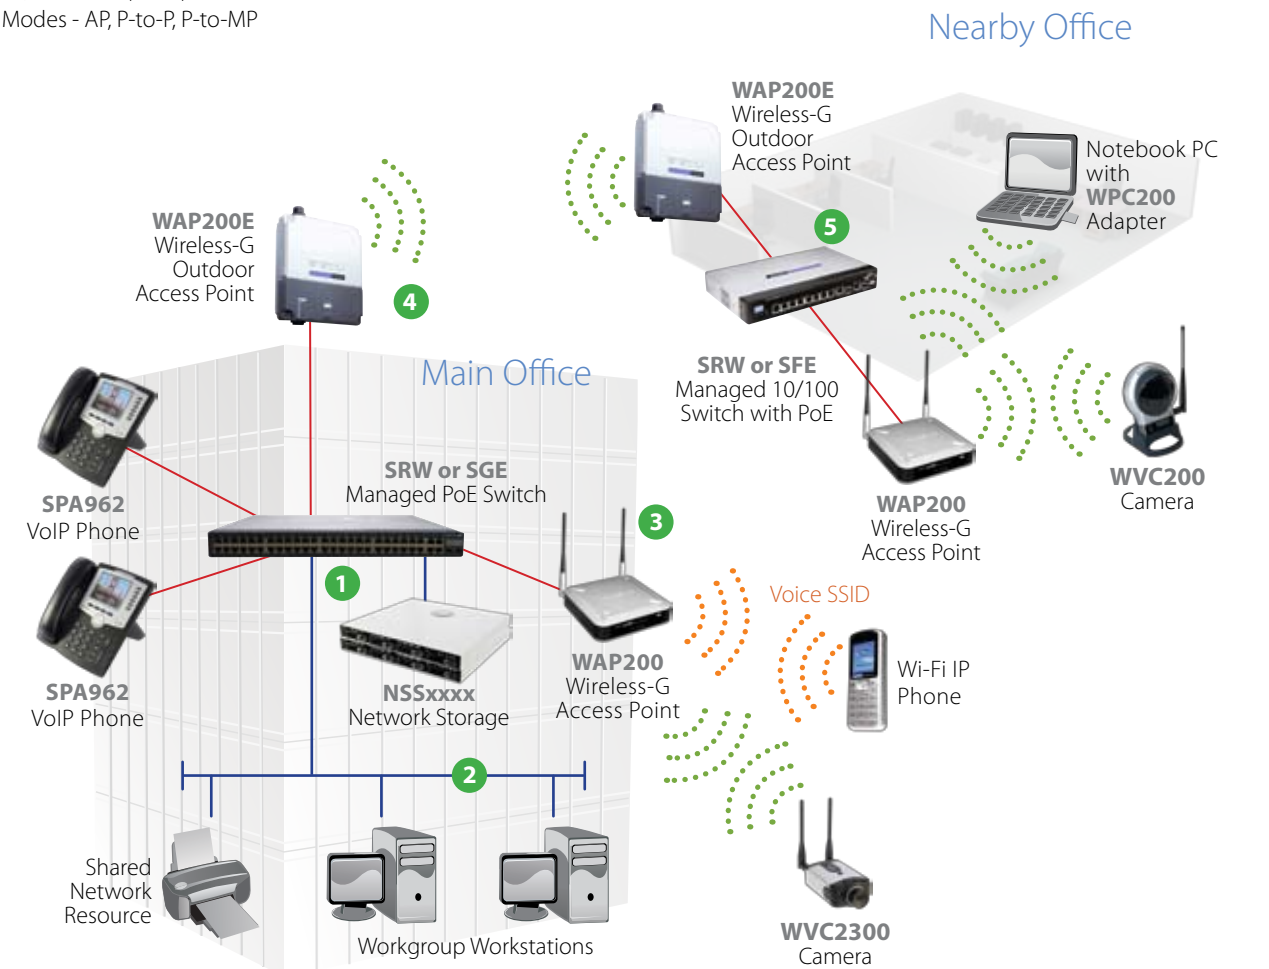 Modes - AP, P-to-P, P-to-MP
Nearby Office
WAP200E
Wireless-G
Outdoor
Access Point
Notebook PC
with
WPC200
Adapter
WAP200E
Wireless-G
Outdoor
Access Point
5
4
Main Office
SRW or SFE
Managed 10/100
Switch with PoE
SRW or SGE
Managed PoE Switch
WVC200
Camera
WAP200
Wireless-G
Access Point
SPA962
VoIP Phone
3
1
Voice SSID
WAP200
Wireless-G
Access Point
Wi-Fi IP
Phone
SPA962
VoIP Phone
NSSxxxx
Network Storage
2
Shared
Network
Resource
Workgroup Workstations
WVC2300
Camera